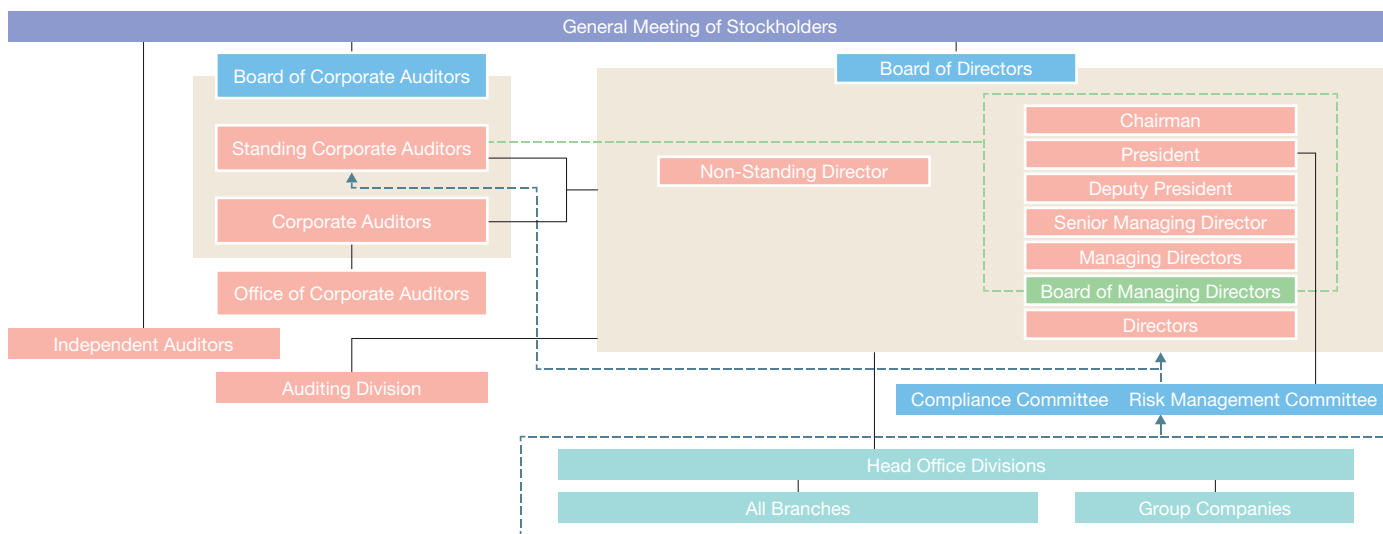 General Meeting of Stockholders
Board of Corporate Auditors
Board of Directors
Standing Corporate Auditors
Corporate Auditors
Office of Corporate Auditors
Independent Auditors
Auditing Division
Non-Standing Director
Chairman
President
Deputy President
Senior Managing Director
Managing Directors
Board of Managing Directors
Directors
Compliance Committee Risk Management Committee
Head Office Divisions
All Branches
Group Companies